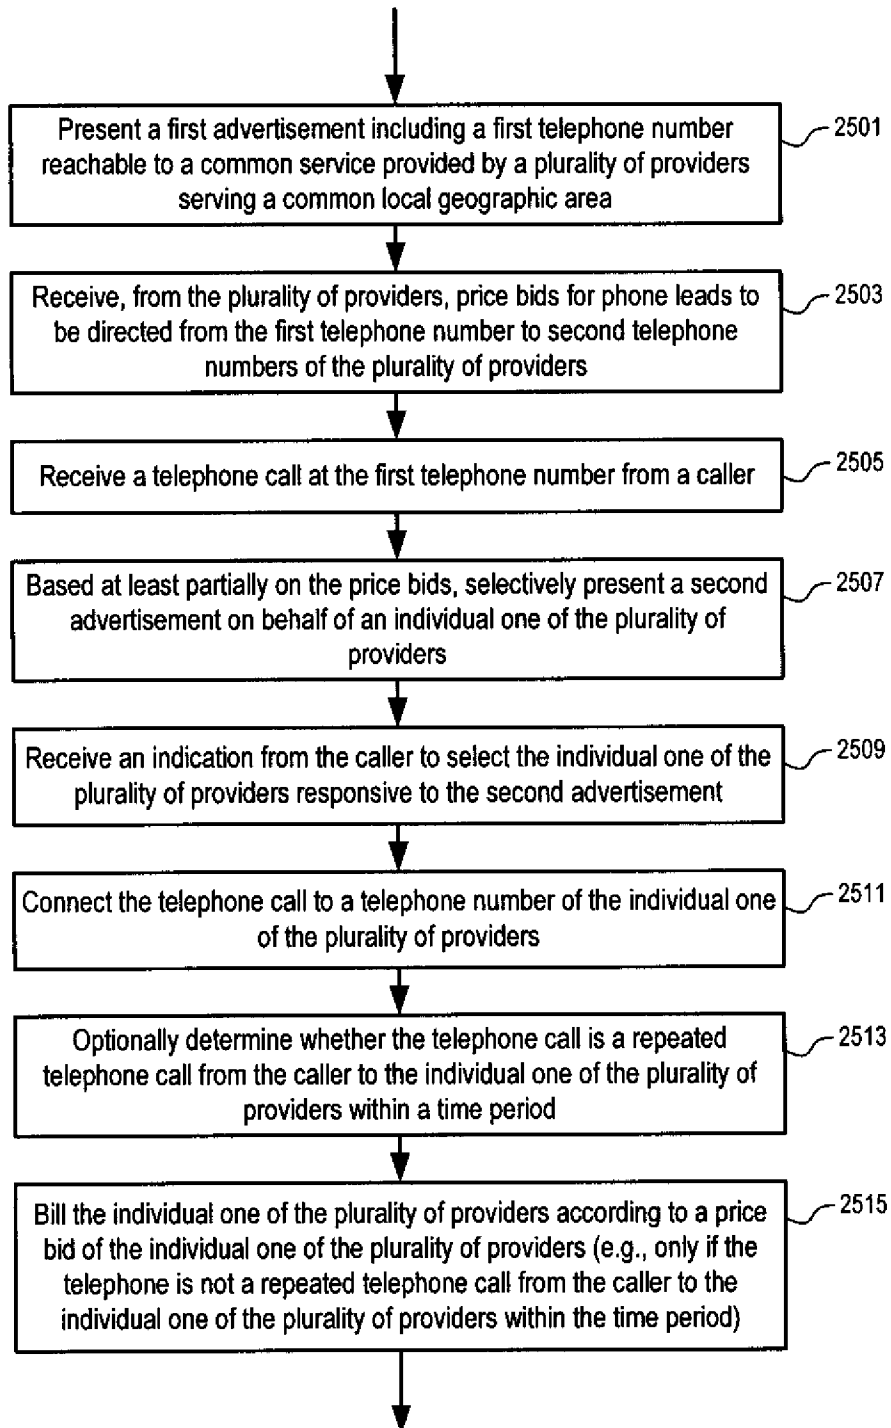 Present a first advertisement including a first telephone number
reachable to a common service provided by a plurality of providers
serving a common local geographic area
2501
Receive, from the plurality of providers, price bids for phone leads to
be directed from the first telephone number to second telephone
numbers of the plurality of providers
2503
Receive a telephone call at the first telephone number from a caller
2505
Based at least partially on the price bids, selectively present a second
advertisement on behalf of an individual one of the plurality of
providers
2507
Receive an indication from the caller to select the individual one of the
plurality of providers responsive to the second advertisement
2509
Connect the telephone call to a telephone number of the individual one
of the plurality of providers
2511
Optionally determine whether the telephone call is a repeated
telephone call from the caller to the individual one of the plurality of
providers within a time period
2513
Bill the individual one of the plurality of providers according to a price
bid of the individual one of the plurality of providers (e.g., only if the
telephone is not a repeated telephone call from the caller to the
individual one of the plurality of providers within the time period)
2515